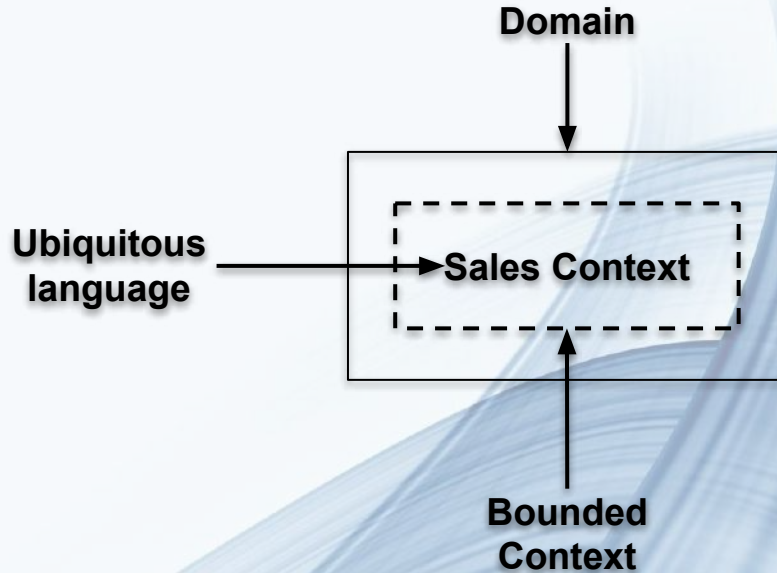 Domain
Ubiquitous
language
Sales Context
Bounded
Context